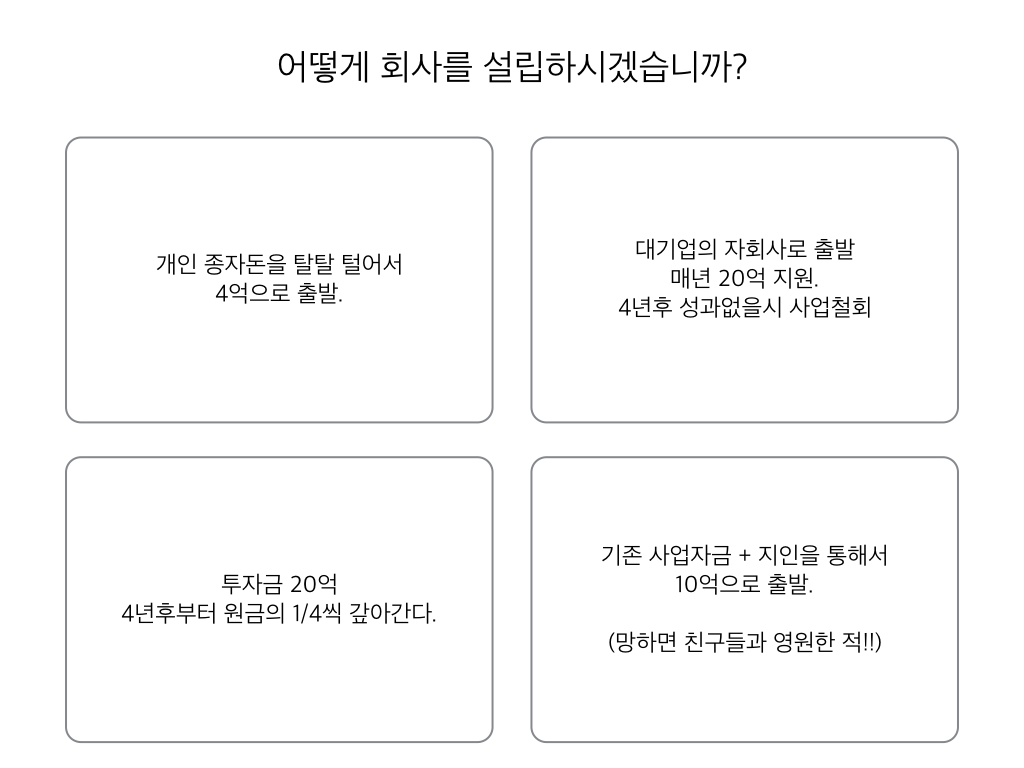 어떻게 회사를 설립하시겠습니까?
개인 종자돈을 탈탈 털어서
4억으로 출발.
대기업의 자회사로 출발
매년 20억 지원.
4년후 성과없을시 사업철회
투자금 20억
4년후부터 원금의 1/4씩 갚아간다.
기존 사업자금 + 지인을 통해서
10억으로 출발.
(망하면 친구들과 영원한 적!!)